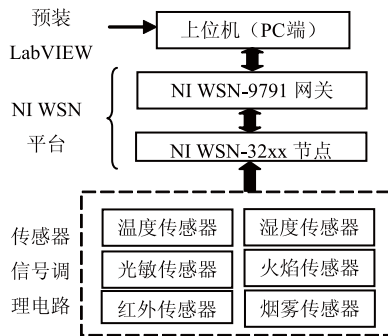 预装
LabVIEW
上位机（PC端）
NI WSN
平台
NI WSN-9791 网关
NI WSN-32xx 节点
传感器
信号调
理电路
温度传感器
湿度传感器
光敏传感器
火焰传感器
红外传感器
烟雾传感器